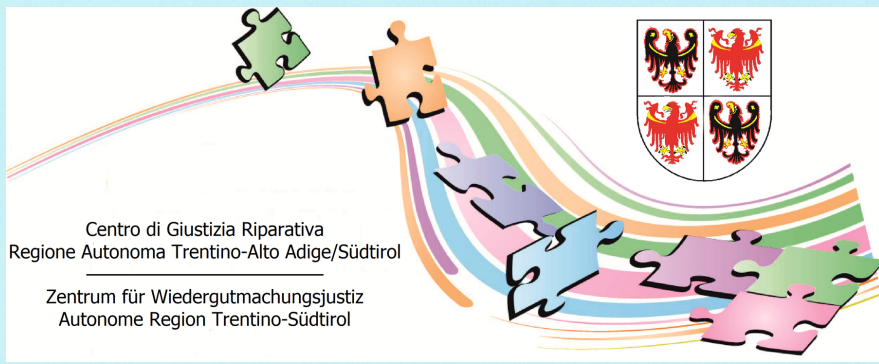 Centro di Giustizia Riparativa
Regione Autonoma Trentino-Alto Adige/Südtirol
Zentrum für Wiedergutmachungsjustiz
Autonome Region Trentino-Südtirol